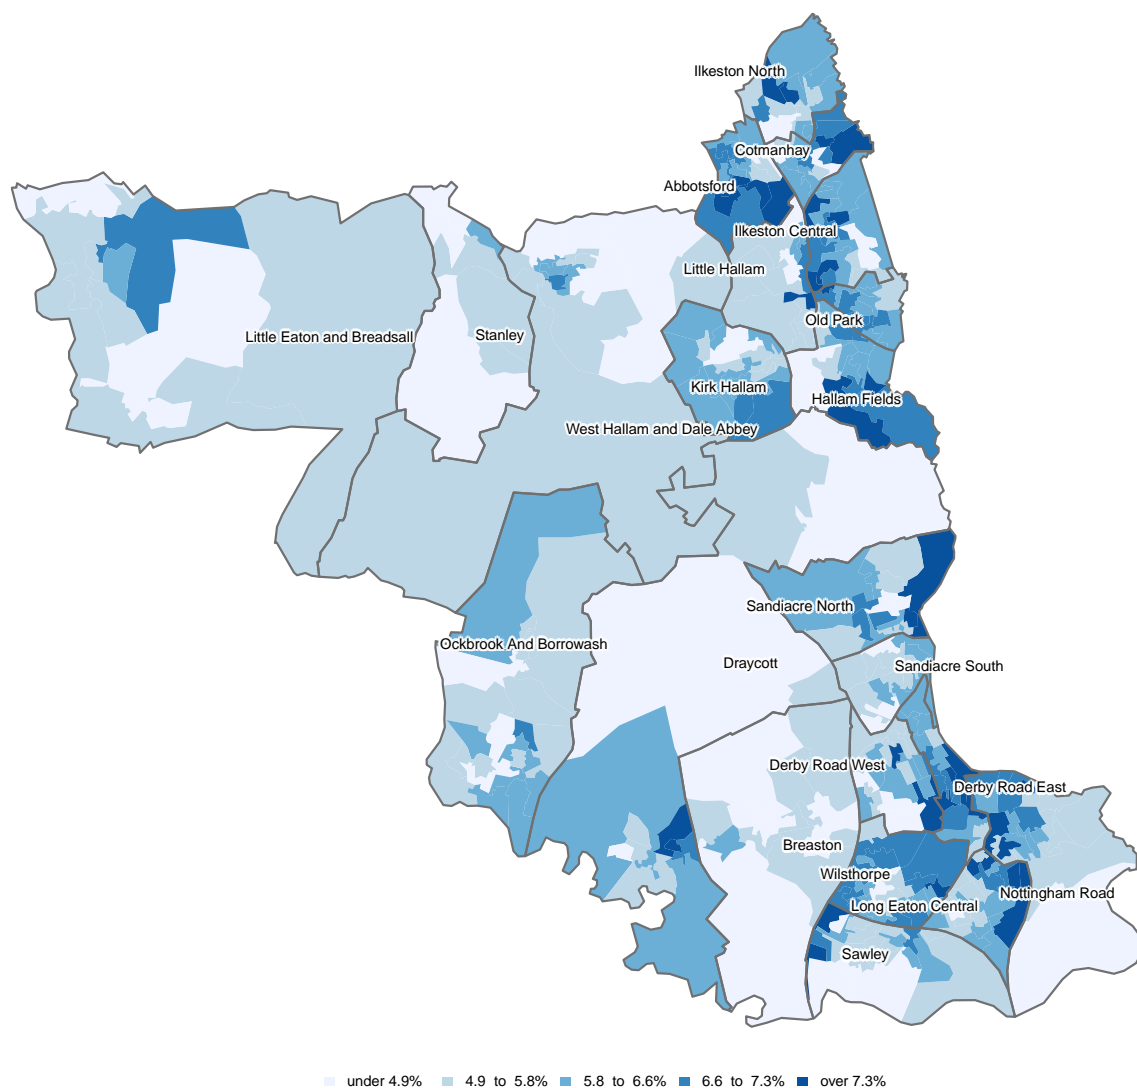 Ilkeston North
Cotmanhay
Abbotsford
Ilkeston Central
Little Hallam
Old Park
Little Eaton and Breadsall
Stanley
Kirk Hallam
Hallam Fields
West Hallam and Dale Abbey
Sandiacre North
Ockbrook And Borrowash
Draycott
Sandiacre South
Derby Road West
Derby Road East
Breaston
Wilsthorpe
Nottingham Road
Long Eaton Central
Sawley
under 4.9% 4.9 to 5.8% 5.8 to 6.6% 6.6 to 7.3% over 7.3%